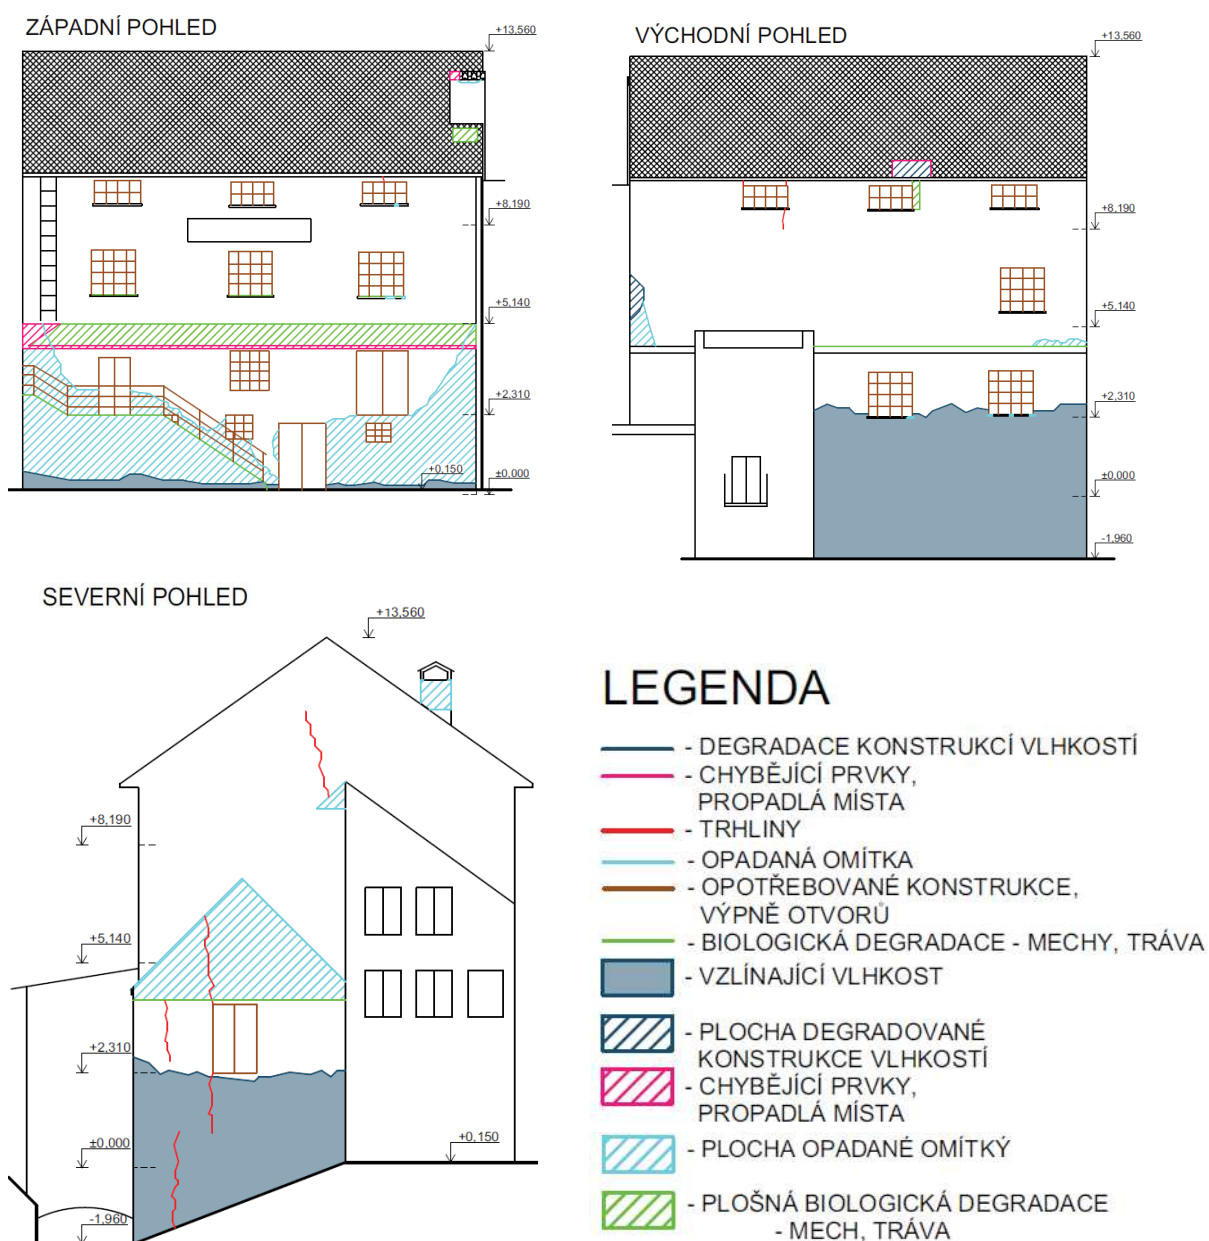 ZÁPADNÍ POHLED
+13,560
+8,190
+5,140
+2,310
+0,150
±0,000
VÝCHODNÍ POHLED
+13,560
+8,190
+5,140
+2,310
±0,000
-1,960
SEVERNÍ POHLED
+13,560
+8,190
+5,140
+2,310
±0,000
+0,150
-1,960
LEGENDA
- DEGRADACE KONSTRUKCÍ VLHKOSTÍ
- CHYBĚJÍCÍ PRVKY,
PROPADLÁ MÍSTA
- TRHLINY
- OPADANÁ OMÍTKA
- OPOTŘEBOVANÉ KONSTRUKCE,
VÝPNĚ OTVORŮ
- BIOLOGICKÁ DEGRADACE - MECHY, TRÁVA
- VZLÍNAJÍCÍ VLHKOST
- PLOCHA DEGRADOVANÉ
KONSTRUKCE VLHKOSTÍ
- CHYBĚJÍCÍ PRVKY,
PROPADLÁ MÍSTA
- PLOCHA OPADANÉ OMÍTKÝ
- PLOŠNÁ BIOLOGICKÁ DEGRADACE
- MECH, TRÁVA